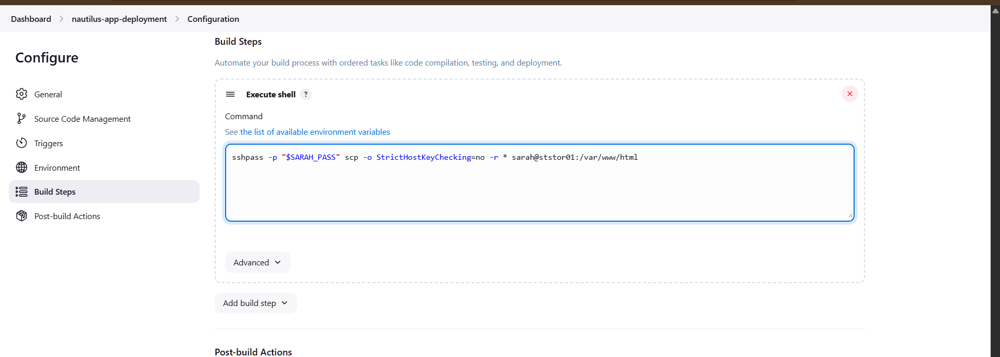 Dashboard > nautilus-app-deployment > Configuration
Configure
General
Source Code Management
Triggers
Environment
Build Steps
Post-build Actions
Build Steps
Automate your build process with ordered tasks like code compilation, testing, and deployment.
Execute shell ?
Command
See the list of available environment variables
sshpass -p "$SARAH_PASS" scp -o StrictHostKeyChecking=no -r * sarah@ststor01:/var/www/html
Advanced
Add build step
Post-build Actions